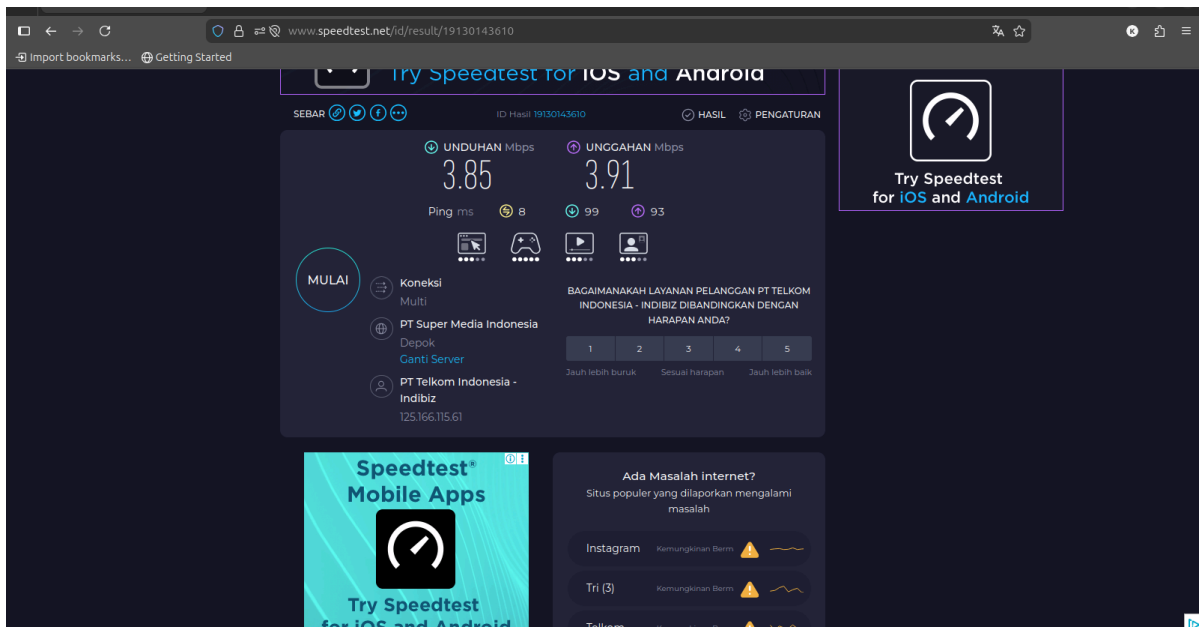 www.speedtest.net/id/result/19130143610
Import bookmarks... Getting Started
Try Speedtest for iOS and Android
SEBAR
ID Hasil 19130143610
HASIL
PENGATURAN
UNDUHAN Mbps
3.85
UNGGAHAN Mbps
3.91
Ping ms 8 99 93
MULAI
Koneksi
Multi
PT Super Media Indonesia
Depok
Ganti Server
PT Telkom Indonesia -
Indibiz
125.166.115.61
BAGAIMANAKAH LAYANAN PELANGGAN PT TELKOM
INDONESIA - INDIBIZ DIBANDINGKAN DENGAN
HARAPAN ANDA?
1 2 3 4 5
Jauh lebih buruk Sesuai harapan Jauh lebih baik
Try Speedtest
for iOS and Android
Speedtest®
Mobile Apps
Try Speedtest
for iOS and Android
Ada Masalah internet?
Situs populer yang dilaporkan mengalami
masalah
Instagram Kemungkinan Berm
Tri (3) Kemungkinan Berm
Telkom